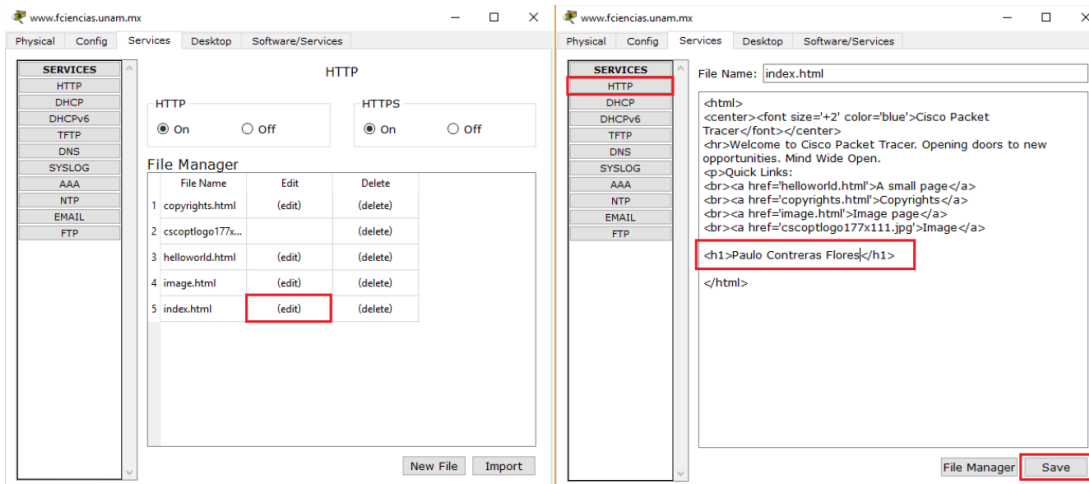 www.fciencias.unam.mx
Physical Config Services Desktop Software/Services
SERVICES
HTTP
DHCP
DHCPv6
TFTP
DNS
SYSLOG
AAA
NTP
EMAIL
FTP
HTTP
HTTP
On Off
HTTPS
On Off
File Manager
File Name Edit Delete
1 copyrights.html (edit) (delete)
2 cscoptlogo177x... (delete)
3 helloworld.html (edit) (delete)
4 image.html (edit) (delete)
5 index.html (edit) (delete)
New File Import
www.fciencias.unam.mx
Physical Config Services Desktop Software/Services
SERVICES
HTTP
DHCP
DHCPv6
TFTP
DNS
SYSLOG
AAA
NTP
EMAIL
FTP
File Name: index.html
<html>
<center><font size='+2' color='blue'>Cisco Packet
Tracer</font></center>
<hr>Welcome to Cisco Packet Tracer. Opening doors to new
opportunities. Mind Wide Open.
<p>Quick Links:
<br><a href='helloworld.html'>A small page</a>
<br><a href='copyrights.html'>Copyrights</a>
<br><a href='image.html'>Image page</a>
<br><a href='cscoptlogo177x111.jpg'>Image</a>
<h1>Paulo Contreras Flores</h1>
</html>
File Manager Save